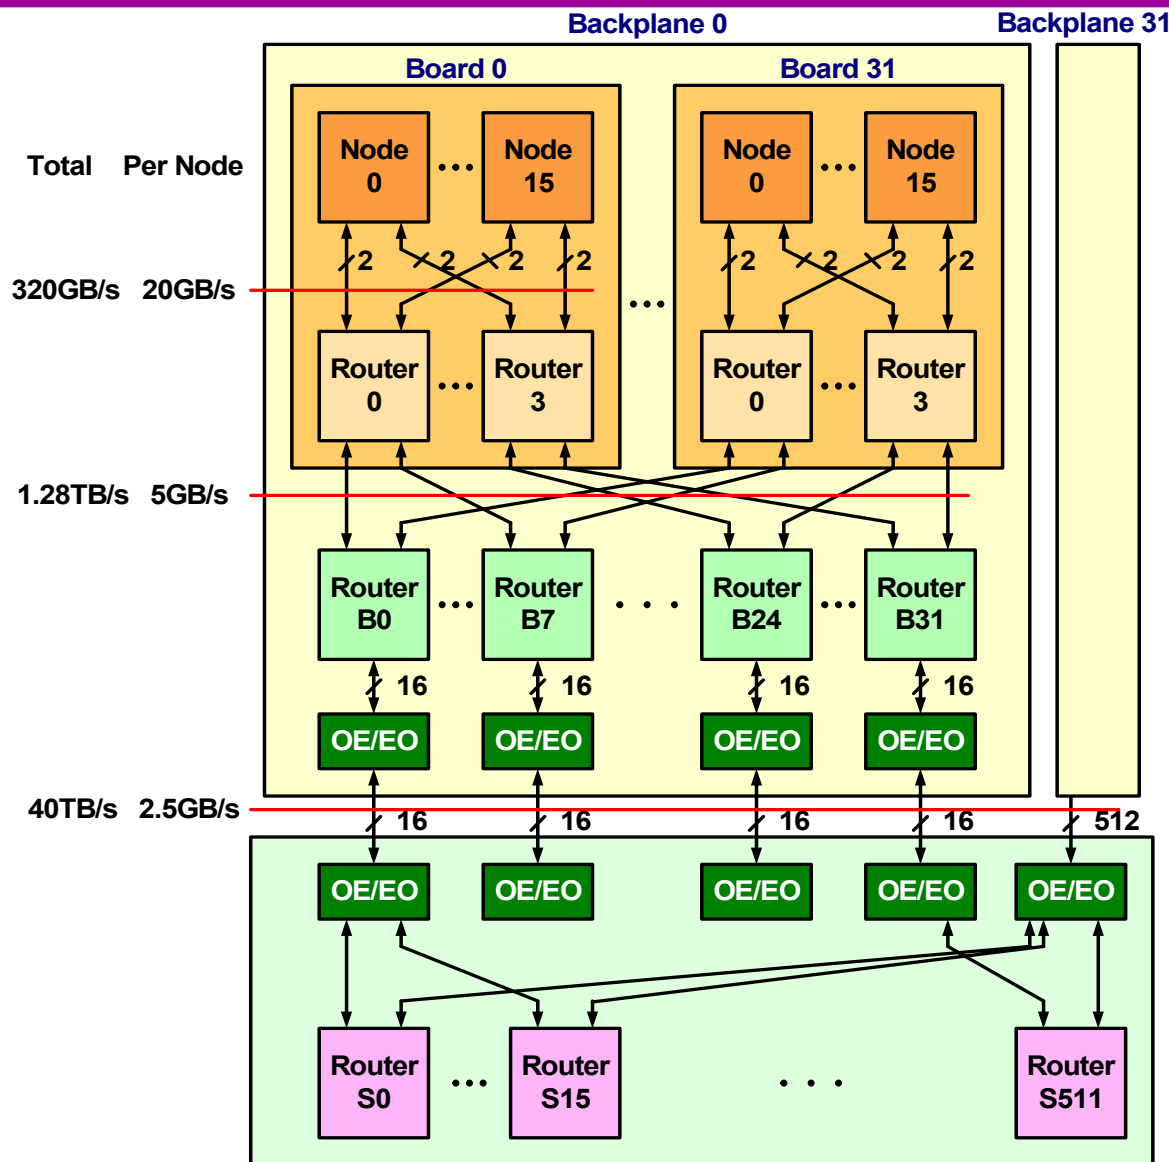 Backplane 0 Backplane 31
Board 0 Board 31
Total Per Node
Node 0 ... Node 15 Node 0 ... Node 15
2 2 2 2 2 2 2 2
320GB/s 20GB/s
...
Router 0 ... Router 3 Router 0 ... Router 3
1.28TB/s 5GB/s
Router B0 ... Router B7 . . . Router B24 ... Router B31
16 16 16 16
OE/EO OE/EO OE/EO OE/EO
40TB/s 2.5GB/s
16 16 16 16 512
OE/EO OE/EO OE/EO OE/EO OE/EO
Router S0 ... Router S15 . . . Router S511